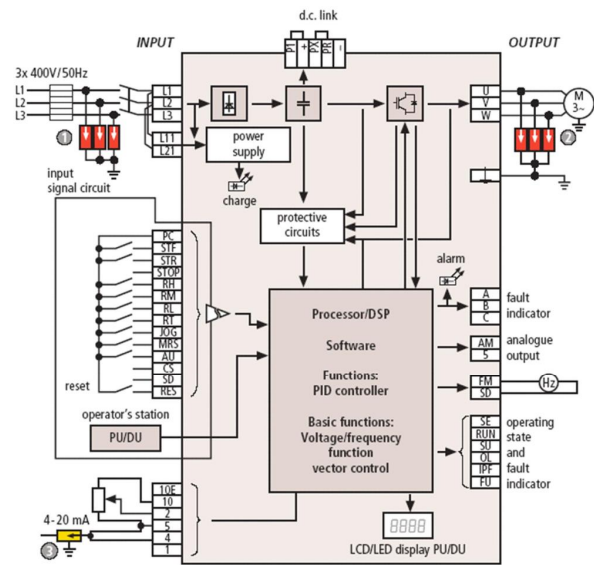 d.c. link
INPUT
P1
+
PX
PR
–
OUTPUT
3x 400V/50Hz
L1
L2
L3
L1
L2
L3
L11
L21
U
V
W
M
3~
1
2
power
supply
charge
input
signal circuit
protective
circuits
PC
STF
STR
STOP
RH
RM
RL
RT
JOG
MRS
AU
CS
SD
RES
reset
alarm
A
B
C
fault
indicator
Processor/DSP
Software
Functions:
PID controller
Basic functions:
Voltage/frequency
function
vector control
AM
5
analogue
output
FM
SD
Hz
operator's station
PU/DU
SE
RUN
SU
OL
IPF
FU
operating
state
and
fault
indicator
10E
10
2
5
4
1
4-20 mA
3
8888
LCD/LED display PU/DU